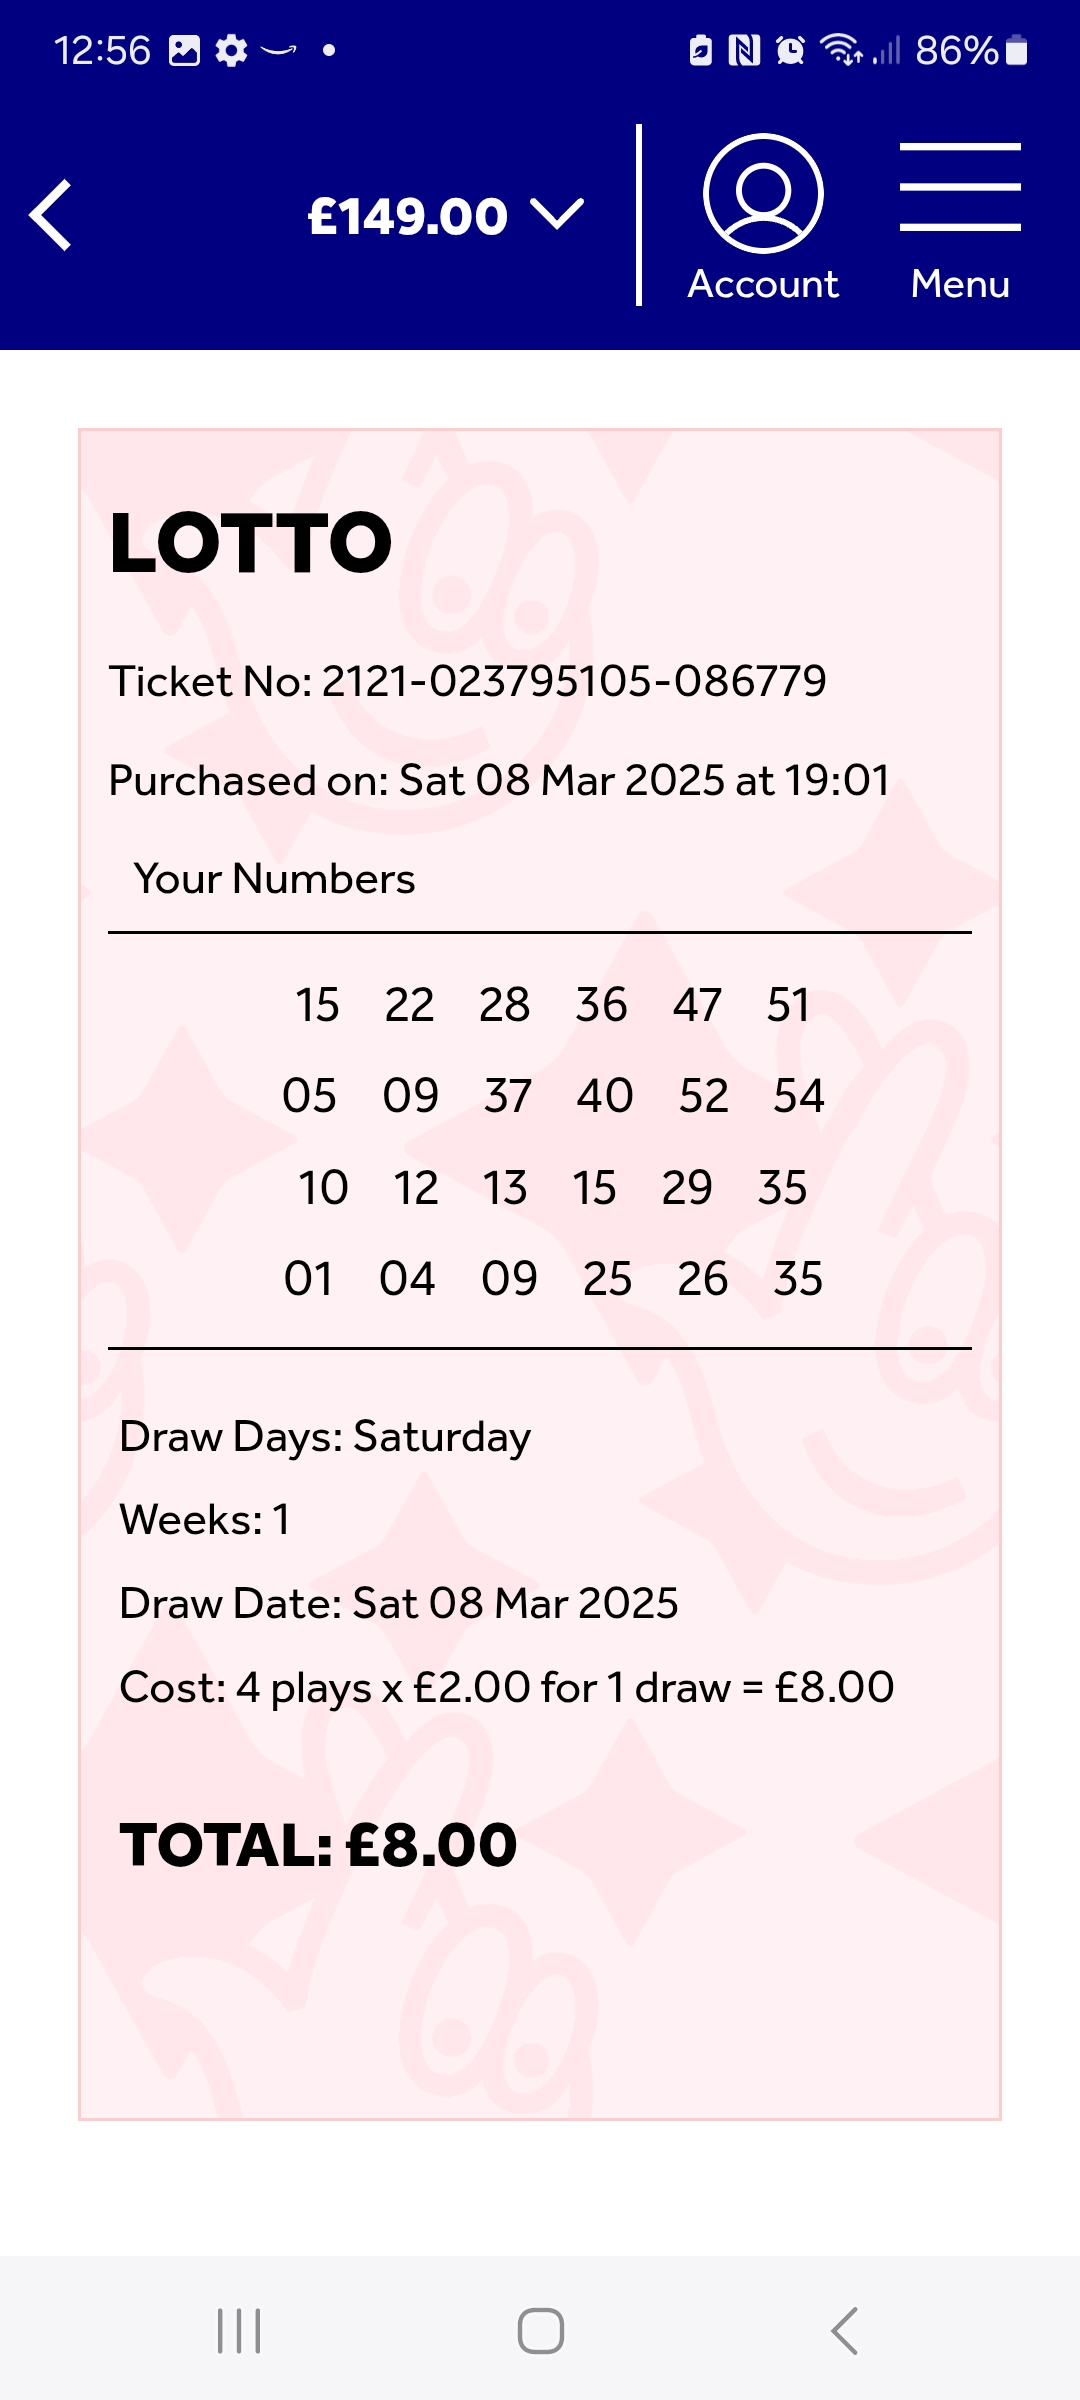 12:56 86%
£149.00
Account Menu
LOTTO
Ticket No: 2121-023795105-086779
Purchased on: Sat 08 Mar 2025 at 19:01
Your Numbers
15 22 28 36 47 51
05 09 37 40 52 54
10 12 13 15 29 35
01 04 09 25 26 35
Draw Days: Saturday
Weeks: 1
Draw Date: Sat 08 Mar 2025
Cost: 4 plays x £2.00 for 1 draw = £8.00
TOTAL: £8.00